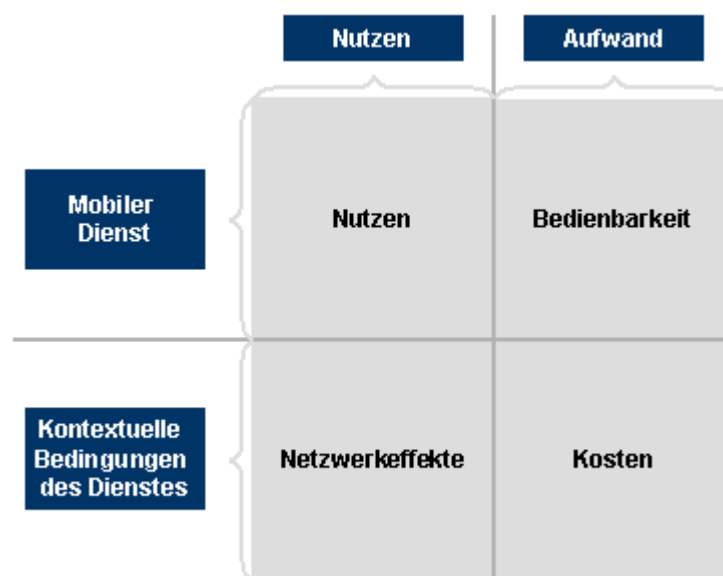 Nutzen
Aufwand
Mobiler
Dienst
Nutzen
Bedienbarkeit
Kontextuelle
Bedingungen
des Dienstes
Netzwerkeffekte
Kosten